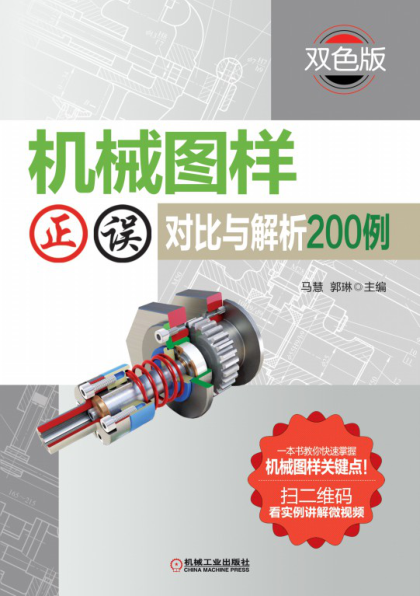 双色版
机械图样
正 误 对比与解析200例
马慧 郭琳◎主编
一本书教你快速掌握
机械图样关键点!
扫二维码
看实例讲解微视频
机械工业出版社
CHINA MACHINE PRESS